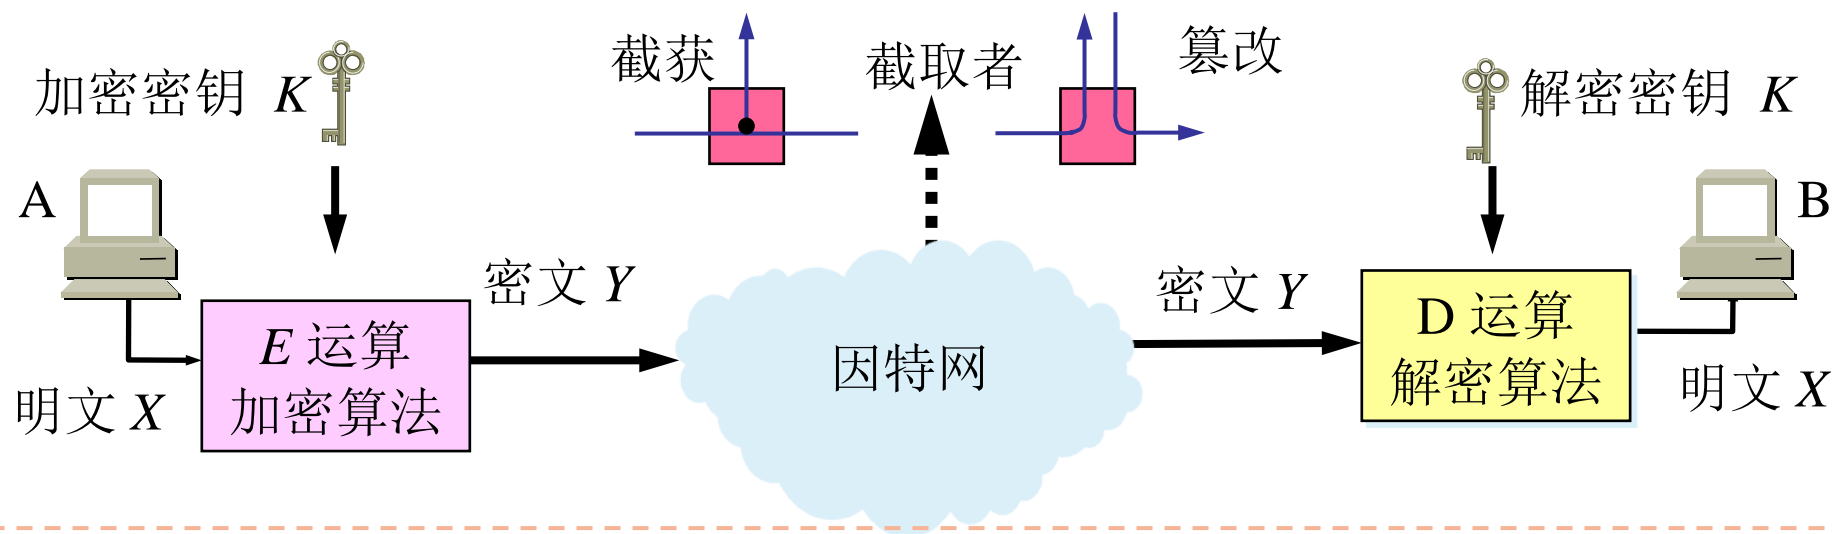 加密密钥 K
截获
截取者
篡改
解密密钥 K
A
B
密文 Y
密文 Y
E 运算
加密算法
因特网
D 运算
解密算法
明文 X
明文 X